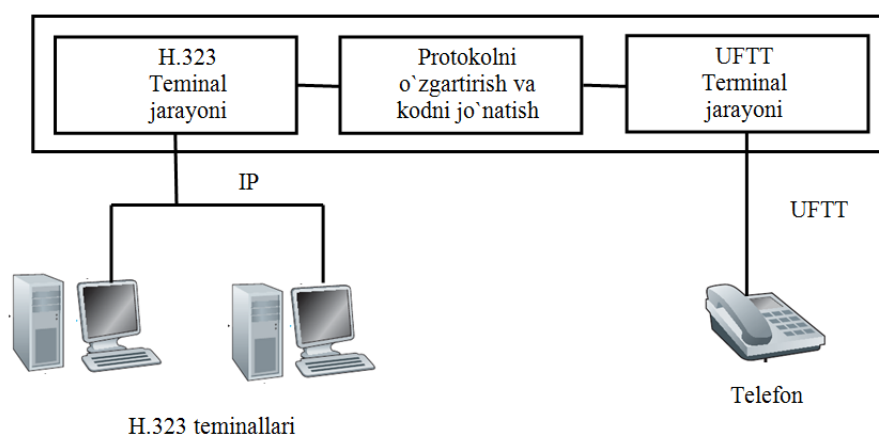 H.323
Teminal
jarayoni
Protokolni
o`zgartirish va
kodni jo`natish
UFTT
Terminal
jarayoni
IP
UFTT
Telefon
H.323 teminallari